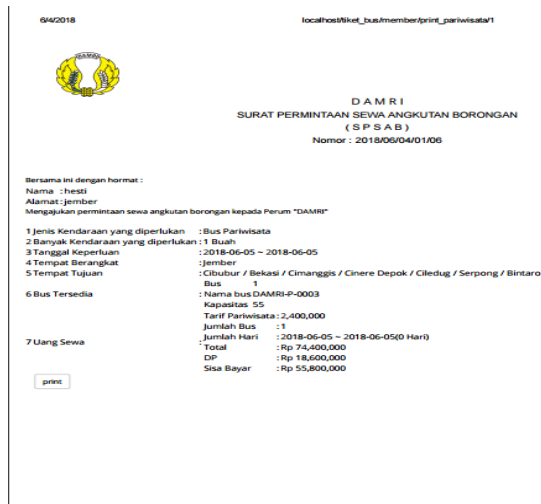 6/4/2018 localhost/tiket_bus/member/print_pariwisata/1
DAMRI
D A M R I
SURAT PERMINTAAN SEWA ANGKUTAN BORONGAN
( S P S A B )
Nomor : 2018/06/04/01/06
Bersama ini dengan hormat :
Nama : hesti
Alamat : jember
Mengajukan permintaan sewa angkutan borongan kepada Perum "DAMRI"
1 Jenis Kendaraan yang diperlukan : Bus Pariwisata
2 Banyak Kendaraan yang diperlukan : 1 Buah
3 Tanggal Keperluan : 2018-06-05 ~ 2018-06-05
4 Tempat Berangkat : Jember
5 Tempat Tujuan : Cibubur / Bekasi / Cimanggis / Cinere Depok / Ciledug / Serpong / Bintaro
Bus 1
6 Bus Tersedia : Nama bus DAMRI-P-0003
Kapasitas 55
Tarif Pariwisata : 2,400,000
Jumlah Bus : 1
Jumlah Hari : 2018-06-05 ~ 2018-06-05(0 Hari)
7 Uang Sewa :
Total : Rp 74,400,000
DP : Rp 18,600,000
Sisa Bayar : Rp 55,800,000
print